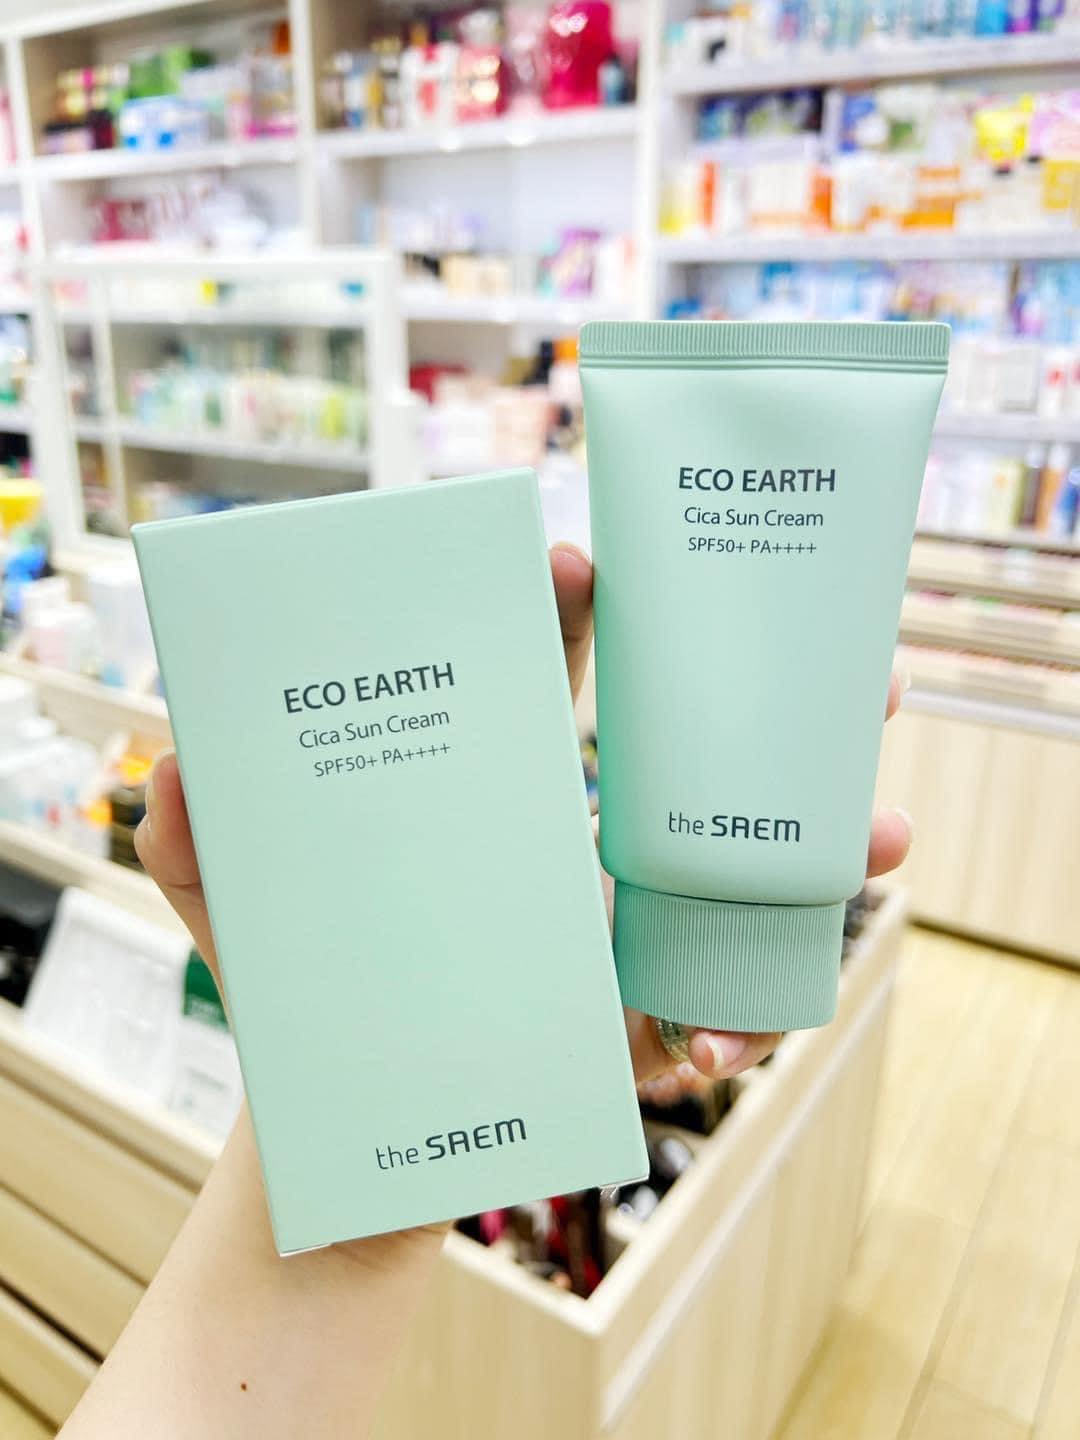 ECO EARTH
Cica Sun Cream
SPF50+ PA++++
the SAEM
ECO EARTH
Cica Sun Cream
SPF50+ PA++++
the SAEM